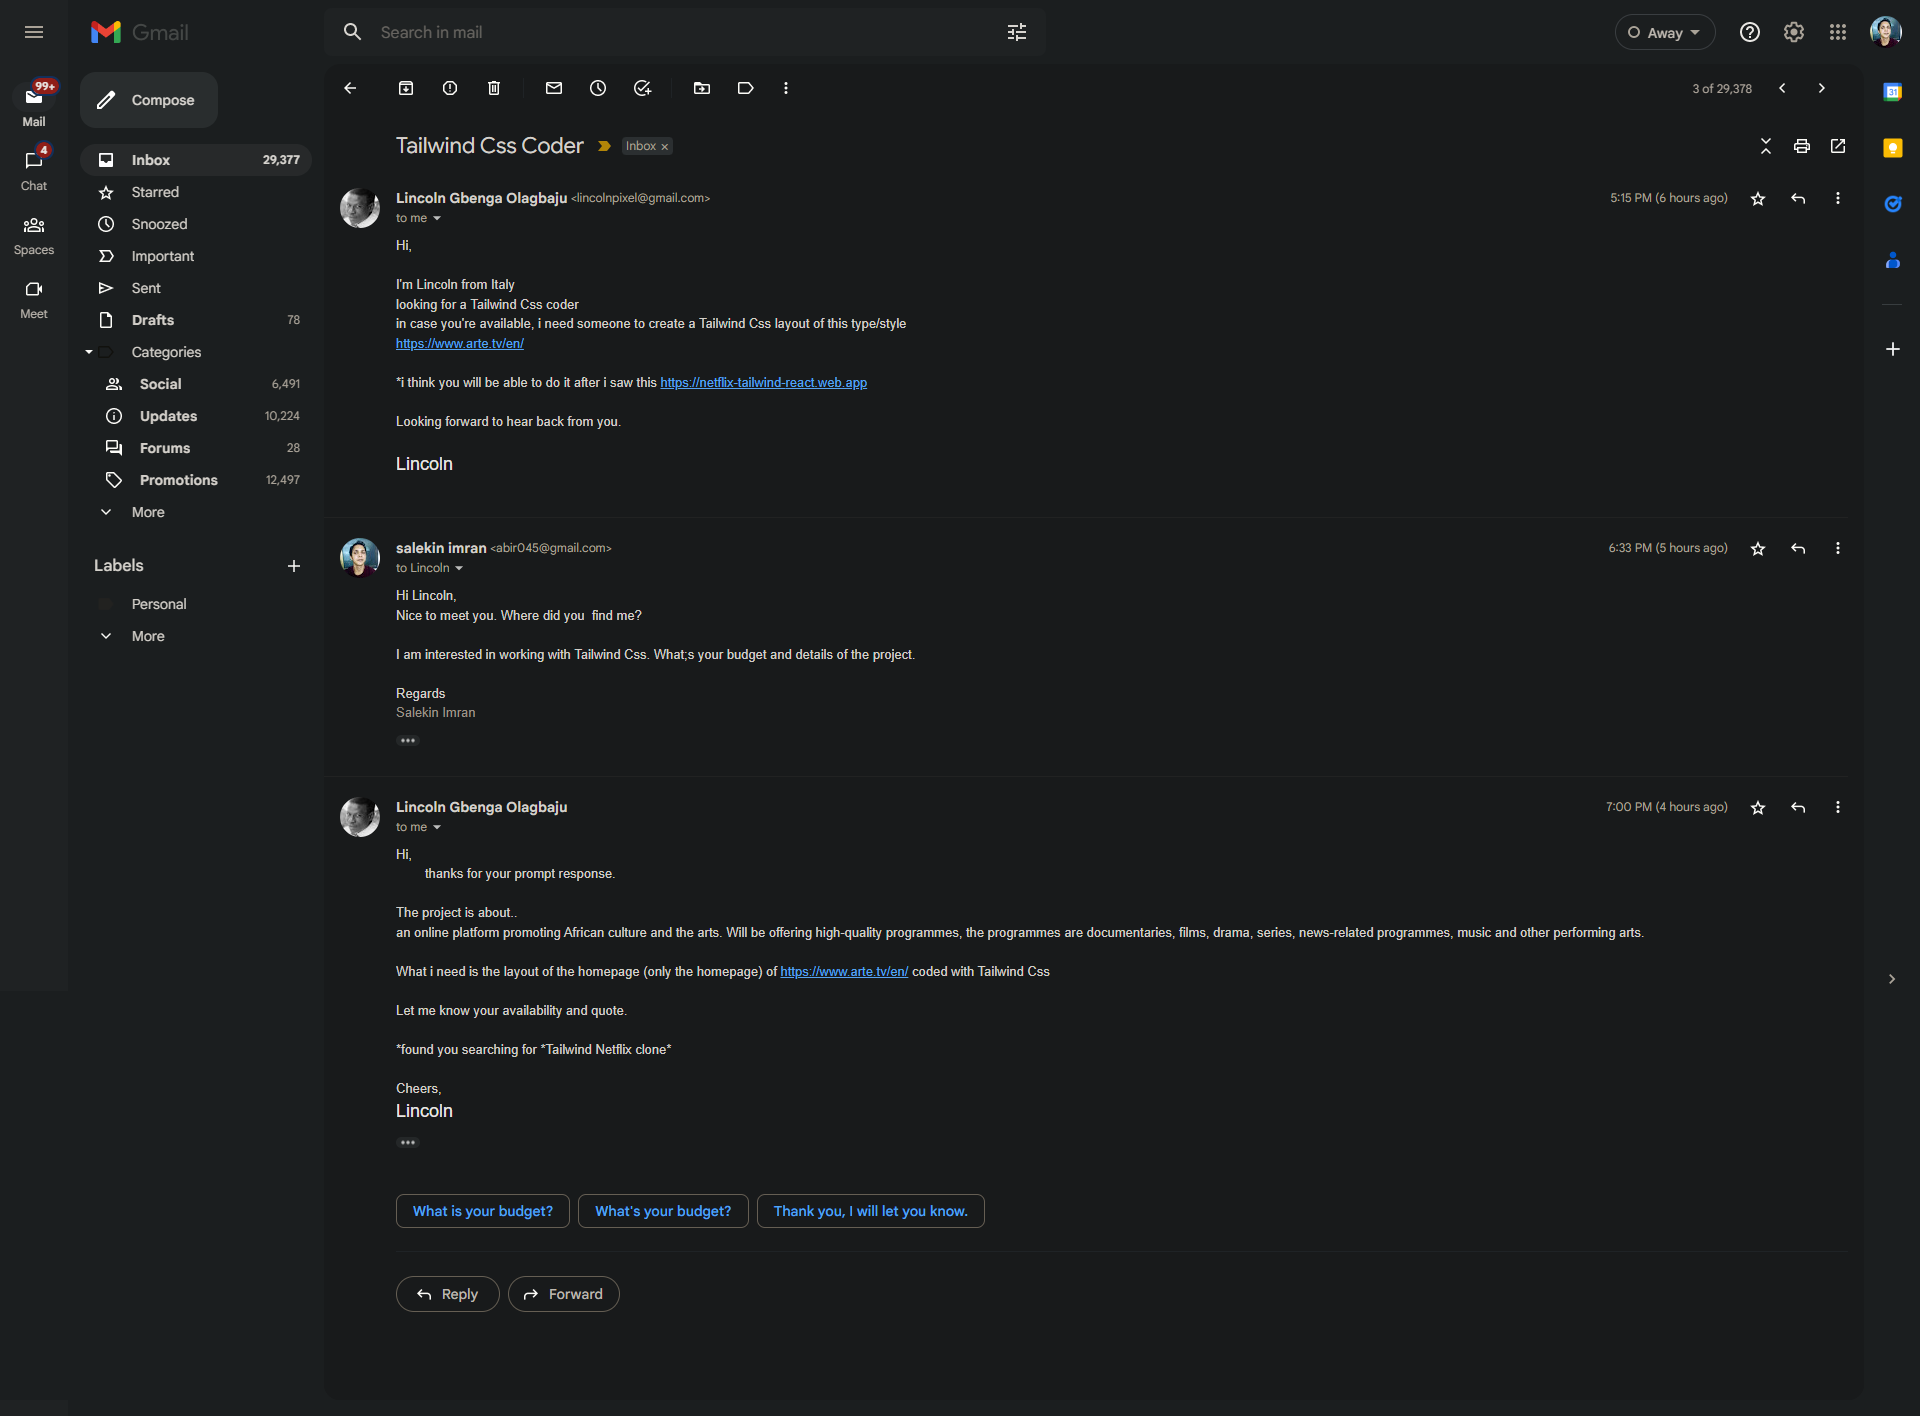 Gmail
Search in mail
Away
99+
Mail
4
Chat
Spaces
Meet
Compose
Inbox 29,377
Starred
Snoozed
Important
Sent
Drafts 78
Categories
Social 6,491
Updates 10,224
Forums 28
Promotions 12,497
More
Labels
Personal
More
3 of 29,378
Tailwind Css Coder Inbox ×
Lincoln Gbenga Olagbaju <lincolnpixel@gmail.com> 5:15 PM (6 hours ago)
to me
Hi,
I'm Lincoln from Italy
looking for a Tailwind Css coder
in case you're available, i need someone to create a Tailwind Css layout of this type/style
https://www.arte.tv/en/
*i think you will be able to do it after i saw this https://netflix-tailwind-react.web.app
Looking forward to hear back from you.
Lincoln
salekin imran <abir045@gmail.com> 6:33 PM (5 hours ago)
to Lincoln
Hi Lincoln,
Nice to meet you. Where did you  find me?
I am interested in working with Tailwind Css. What;s your budget and details of the project.
Regards
Salekin Imran
Lincoln Gbenga Olagbaju 7:00 PM (4 hours ago)
to me
Hi,
thanks for your prompt response.
The project is about..
an online platform promoting African culture and the arts. Will be offering high-quality programmes, the programmes are documentaries, films, drama, series, news-related programmes, music and other performing arts.
What i need is the layout of the homepage (only the homepage) of https://www.arte.tv/en/ coded with Tailwind Css
Let me know your availability and quote.
*found you searching for *Tailwind Netflix clone*
Cheers,
Lincoln
What is your budget? What's your budget? Thank you, I will let you know.
Reply Forward
31